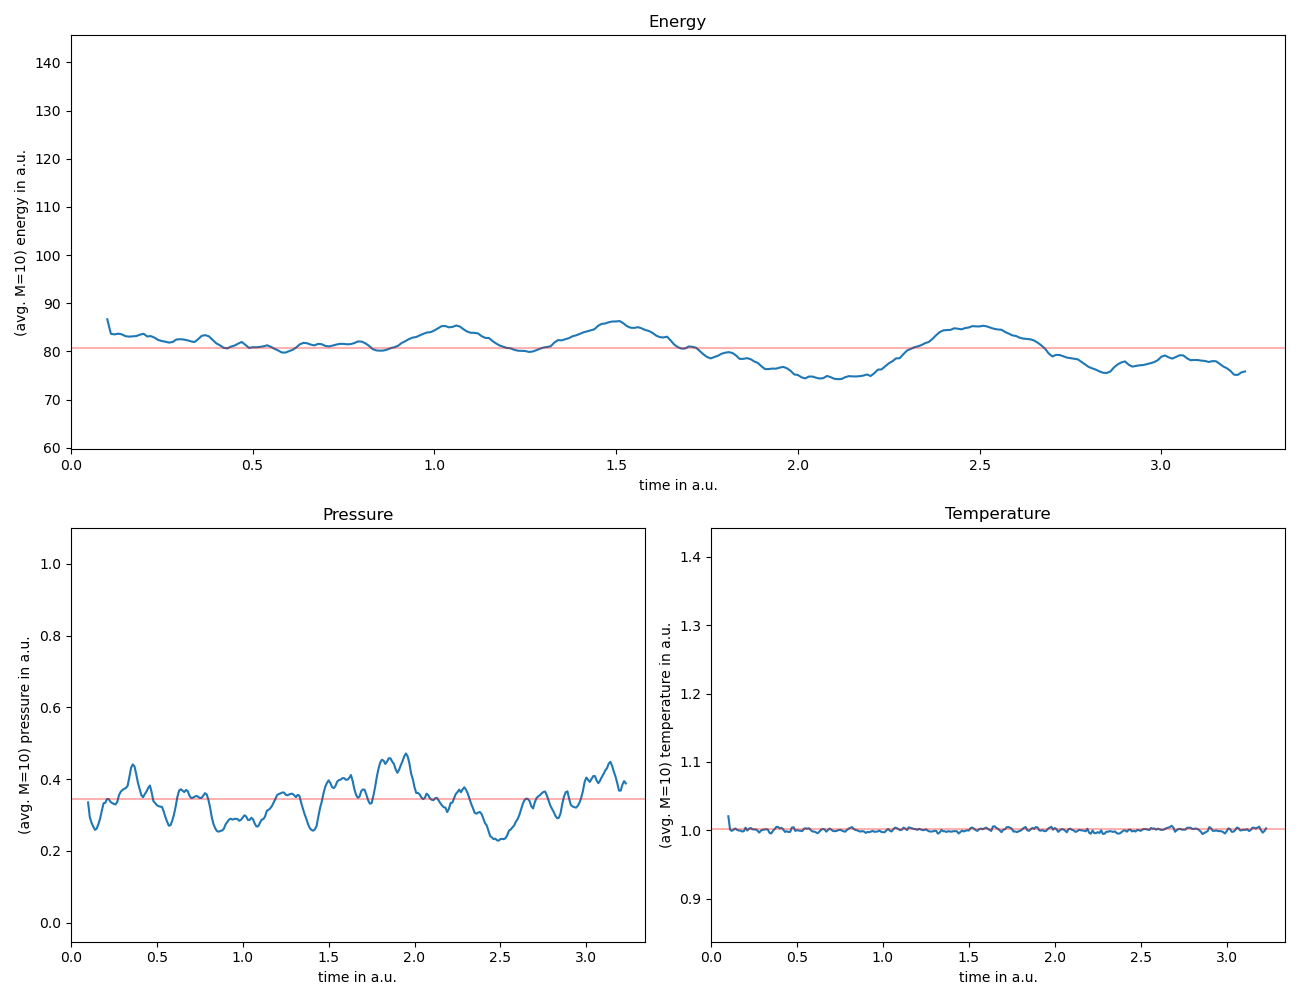 Energy
(avg. M=10) energy in a.u.
140
130
120
110
100
90
80
70
60
0.0 0.5 1.0 1.5 2.0 2.5 3.0
time in a.u.
Pressure
(avg. M=10) pressure in a.u.
1.0
0.8
0.6
0.4
0.2
0.0
0.0 0.5 1.0 1.5 2.0 2.5 3.0
time in a.u.
Temperature
(avg. M=10) temperature in a.u.
1.4
1.3
1.2
1.1
1.0
0.9
0.0 0.5 1.0 1.5 2.0 2.5 3.0
time in a.u.